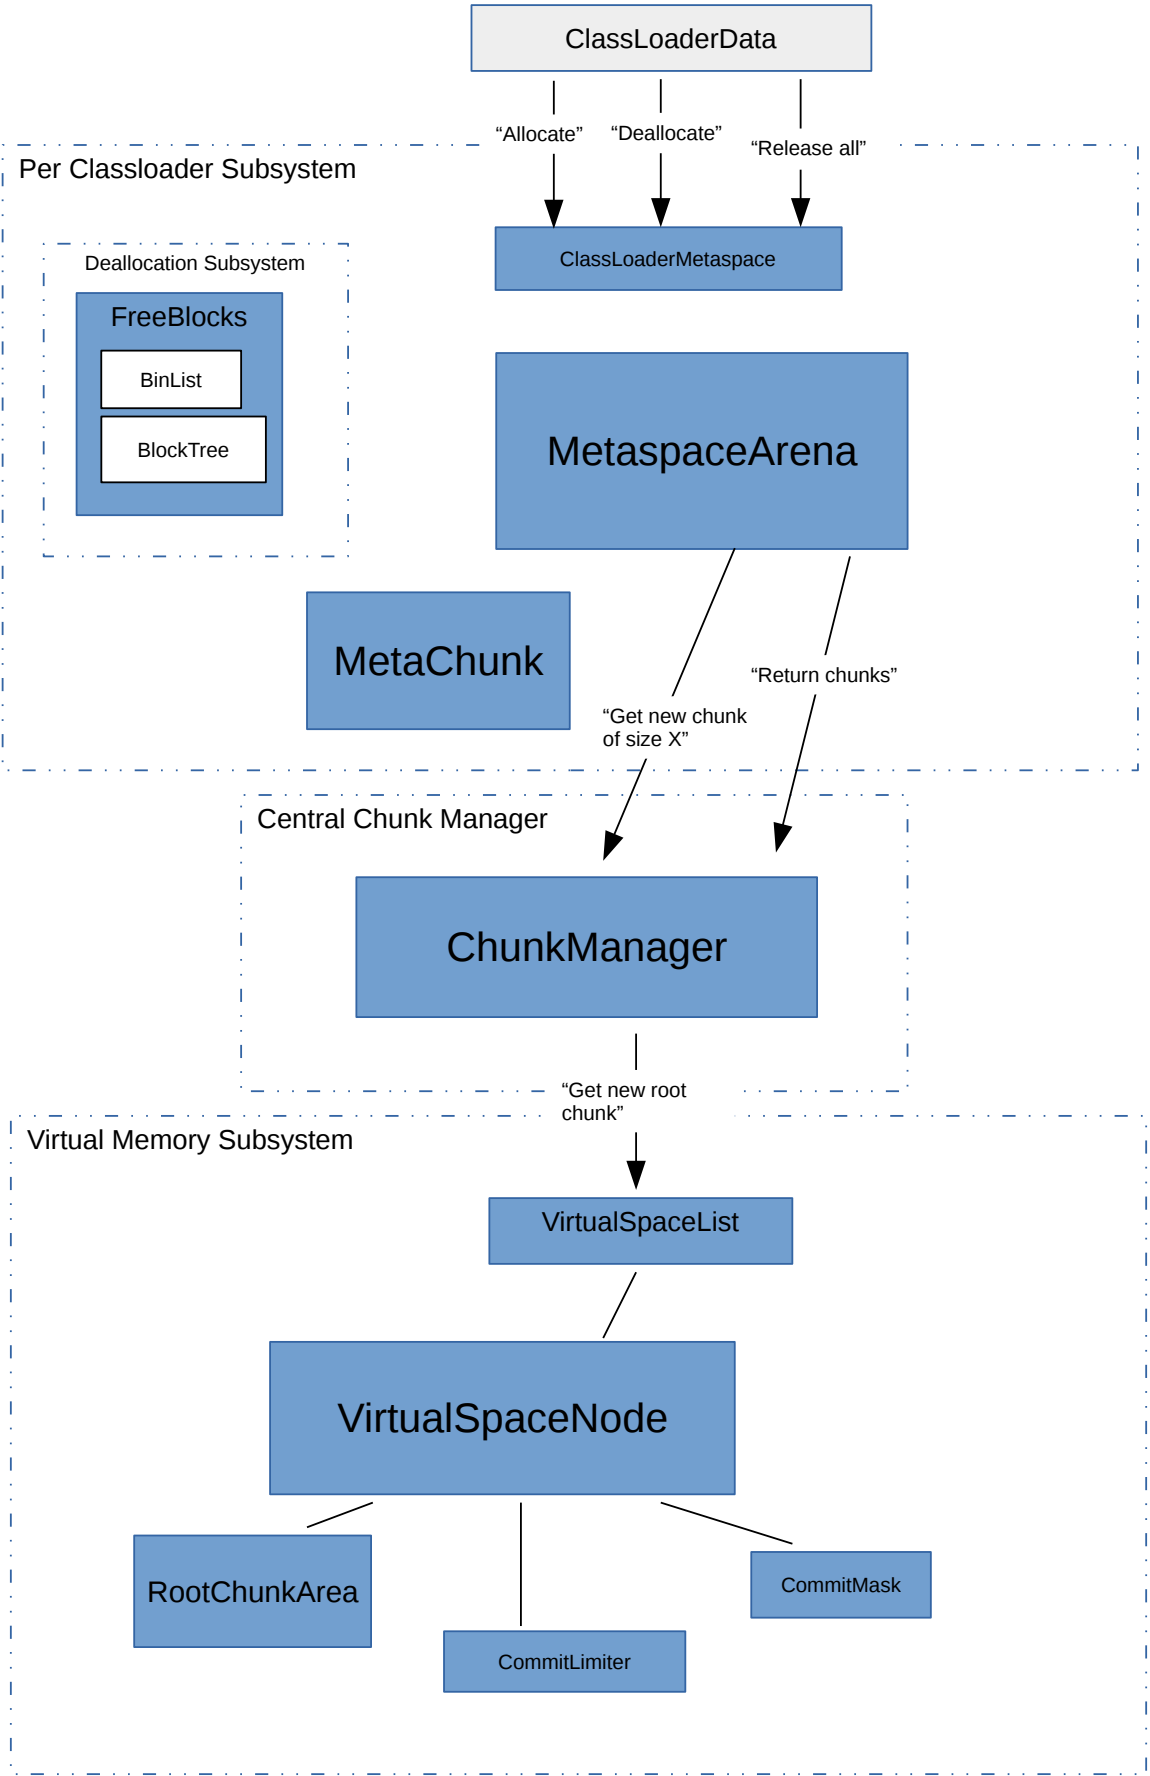 ClassLoaderData
“Allocate”
“Deallocate”
“Release all”
Per Classloader Subsystem
ClassLoaderMetaspace
Deallocation Subsystem
FreeBlocks
BinList
BlockTree
MetaspaceArena
MetaChunk
“Return chunks”
“Get new chunk
of size X”
Central Chunk Manager
ChunkManager
“Get new root
chunk”
Virtual Memory Subsystem
VirtualSpaceList
VirtualSpaceNode
RootChunkArea
CommitMask
CommitLimiter